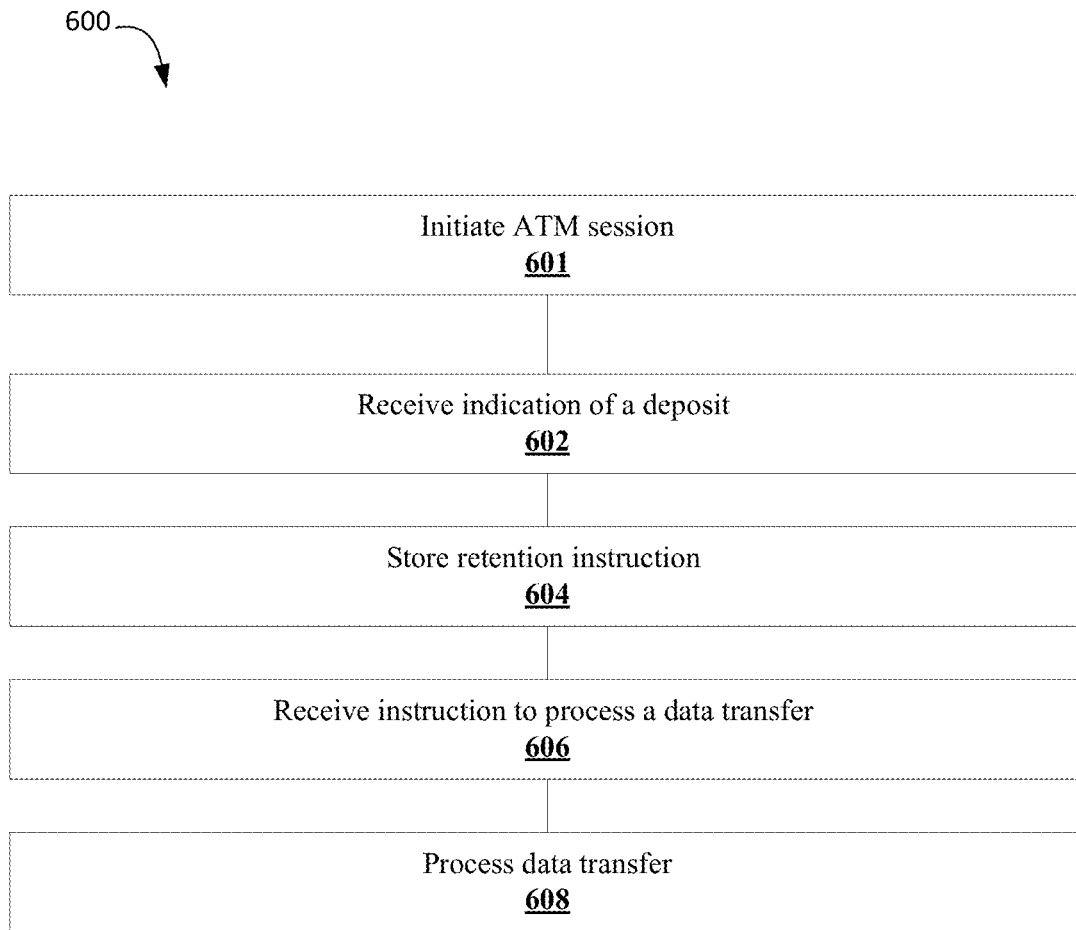 600
Initiate ATM session
601
Receive indication of a deposit
602
Store retention instruction
604
Receive instruction to process a data transfer
606
Process data transfer
608